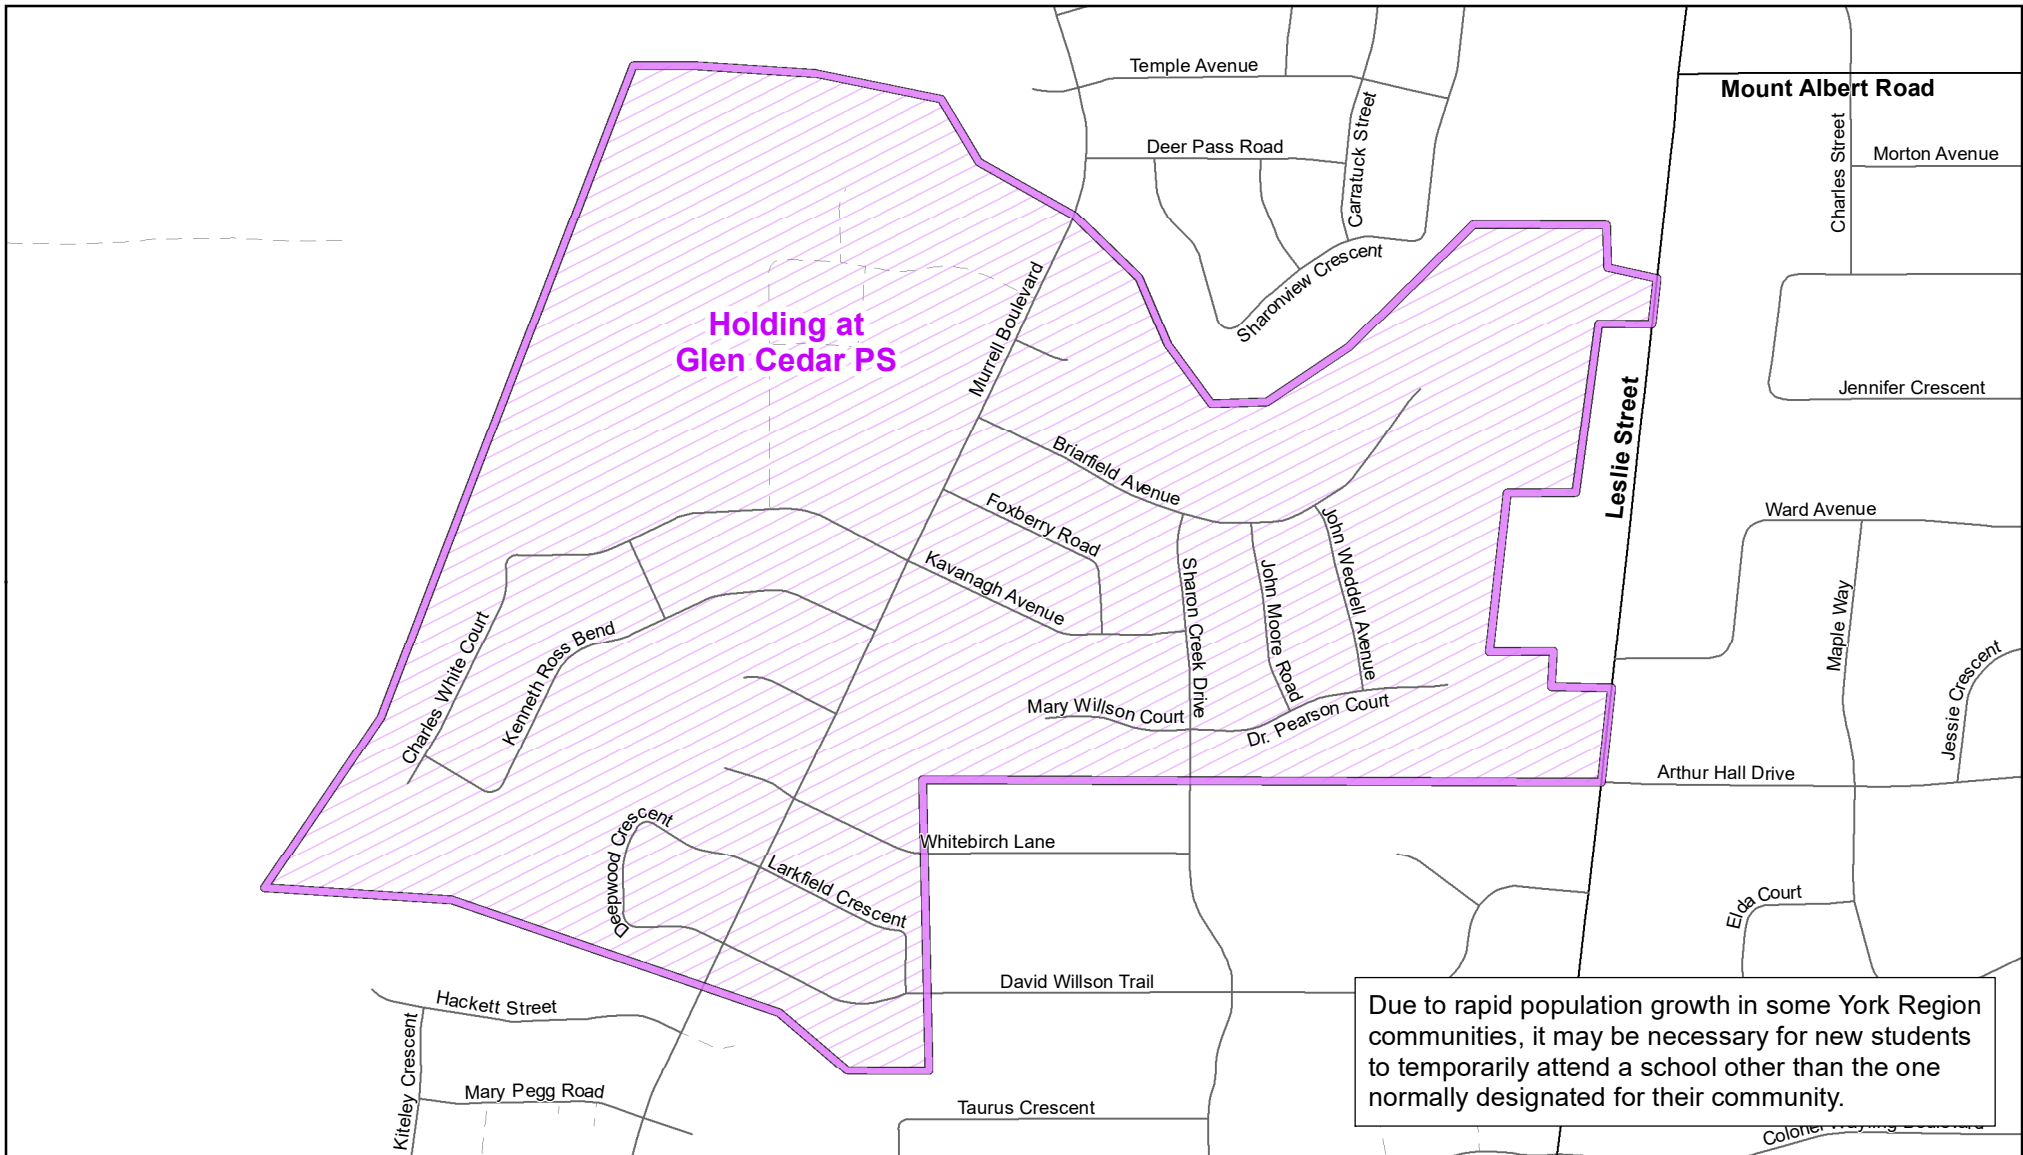 Temple Avenue
Mount Albert Road
Carratuck Street
Charles Street
Deer Pass Road
Morton Avenue
Sharonview Crescent
Murrell Boulevard
Holding at
Glen Cedar PS
Leslie Street
Jennifer Crescent
Briarfield Avenue
Foxberry Road
Ward Avenue
John Weddell Avenue
Kavanagh Avenue
Sharon Creek Drive
John Moore Road
Maple Way
Charles White Court
Kenneth Ross Bend
Jessie Crescent
Mary Willson Court
Dr. Pearson Court
Arthur Hall Drive
Deepwood Crescent
Whitebirch Lane
Larkfield Crescent
Elda Court
David Willson Trail
Hackett Street
Kiteley Crescent
Mary Pegg Road
Taurus Crescent
Due to rapid population growth in some York Region
communities, it may be necessary for new students
to temporarily attend a school other than the one
normally designated for their community.
Colonel Wayling Boulevard